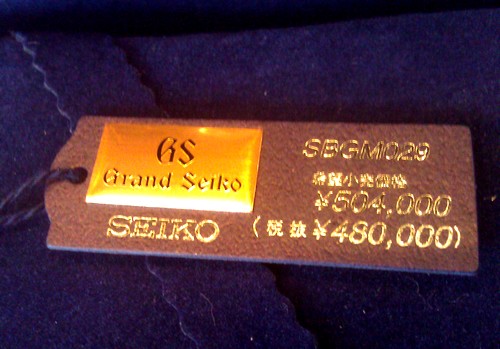 GS
Grand Seiko
SEIKO
SBGM029
希望小売価格
¥504,000
(税抜¥480,000)